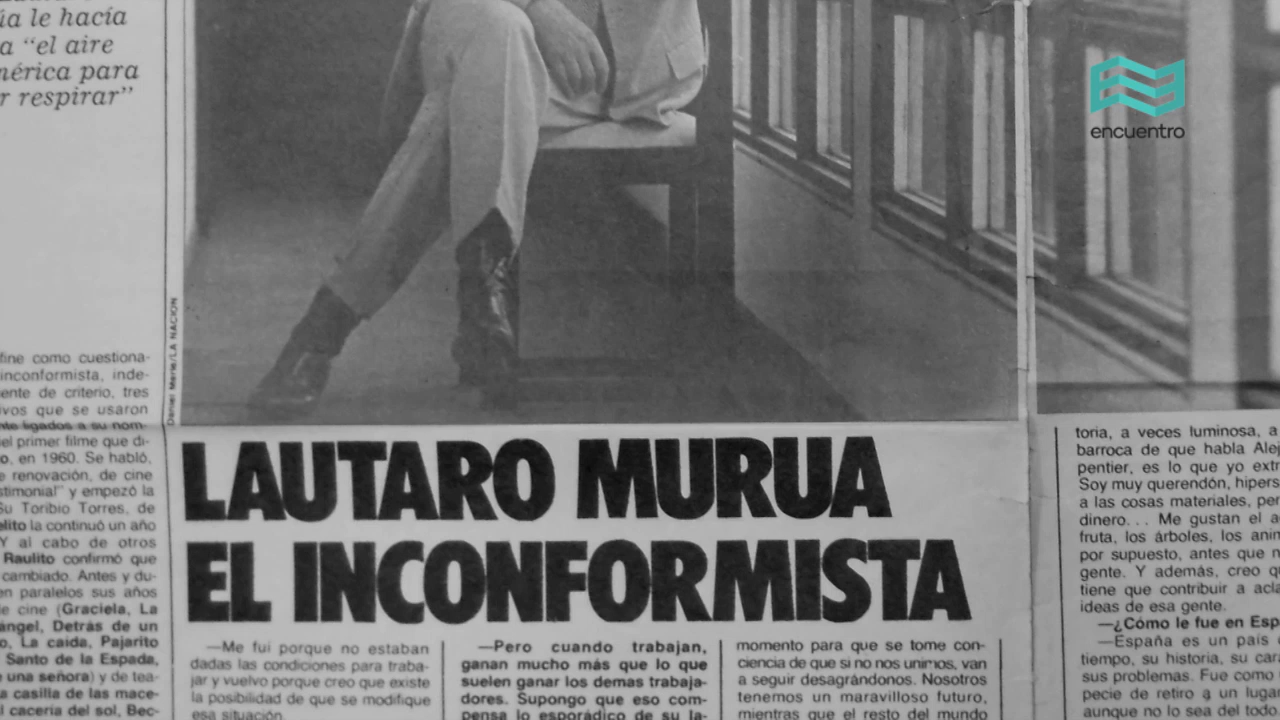 ía le hacía
a “el aire
mérica para
r respirar”
fine como cuestiona-
inconformista, inde-
ente de criterio, tres
ivos que se usaron
nte ligados a su nom-
el primer filme que di-
o, en 1960. Se habló,
e renovación, de cine
stimonial” y empezó la
Su Toribio Torres, de
elito la continuó un año
Y al cabo de otros
Raulito confirmó que
cambiado. Antes y du-
en paralelos sus años
e cine (Graciela, La
ángel, Detrás de un
o, La caída, Pajarito
Santo de la Espada,
una señora) y de tea-
a casilla de las mace-
l cacería del sol, Bec-
Daniel Merle/LA NACION
LAUTARO MURUA
EL INCONFORMISTA
—Me fui porque no estaban
dadas las condiciones para traba-
jar y vuelvo porque creo que existe
la posibilidad de que se modifique
esa situación.
—Pero cuando trabajan,
ganan mucho más que lo que
suelen ganar los demas trabaja-
dores. Supongo que eso com-
pensa lo esporádico de su la-
momento para que se tome con-
ciencia de que si no nos unimos, van
a seguir desagrándonos. Nosotros
tenemos un maravilloso futuro,
mientras que el resto del mundo
toria, a veces luminosa, a
barroca de que habla Alej
pentier, es lo que yo extr
Soy muy querendón, hipers
a las cosas materiales, per
dinero... Me gustan el a
fruta, los árboles, los anim
por supuesto, antes que n
gente. Y además, creo qu
tiene que contribuir a acla
ideas de esa gente.
—¿Cómo le fue en Esp
—España es un país
tiempo, su historia, su cara
sus problemas. Fue como
pecie de retiro a un lugar
aunque no lo sea del todo
encuentro